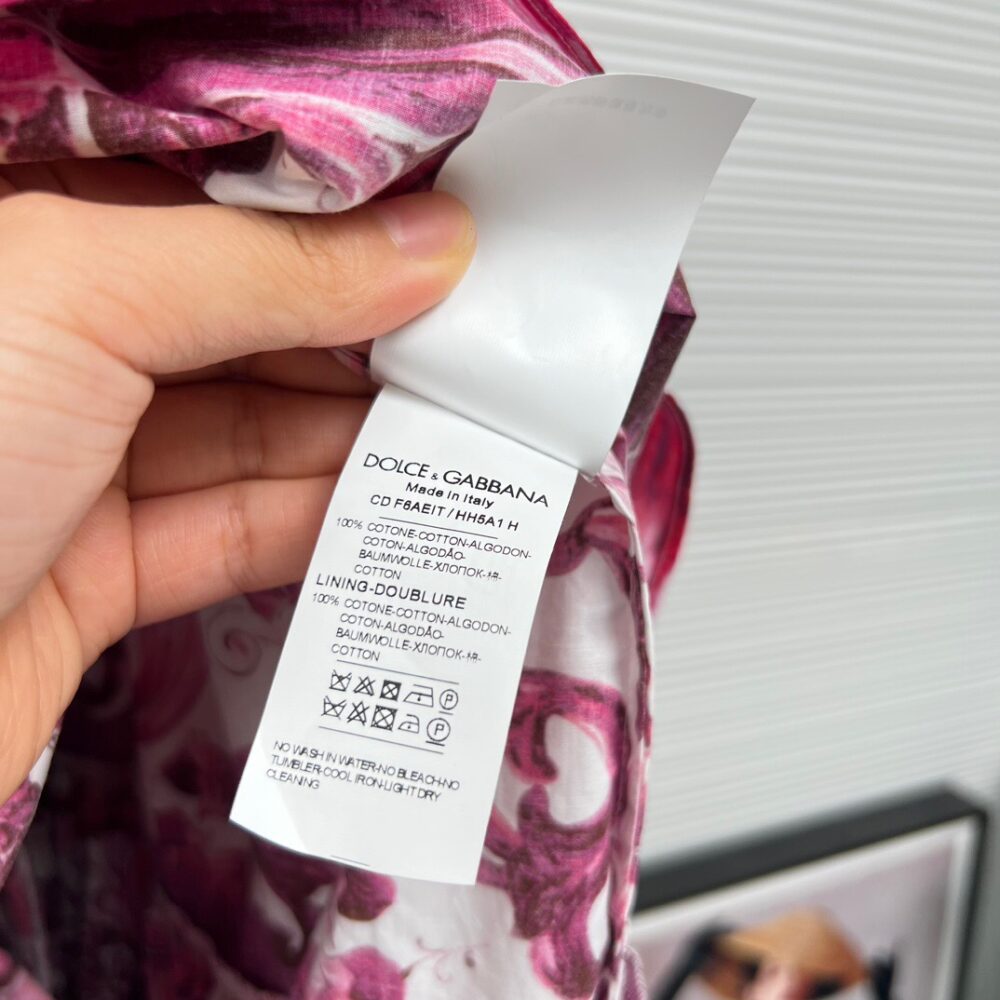 DOLCE & GABBANA
Made in Italy
CD F6AEIT / HH5A1 H
100% COTONE-COTTON-ALGODON-
COTON-ALGODÃO-
BAUMWOLLE-ХЛОПОК-棉-
COTTON
LINING-DOUBLURE
100% COTONE-COTTON-ALGODON-
COTON-ALGODÃO-
BAUMWOLLE-ХЛОПОК-棉-
COTTON
P
P
NO WASH IN WATER-NO BLEACH-NO
TUMBLER-COOL IRON-LIGHT DRY
CLEANING